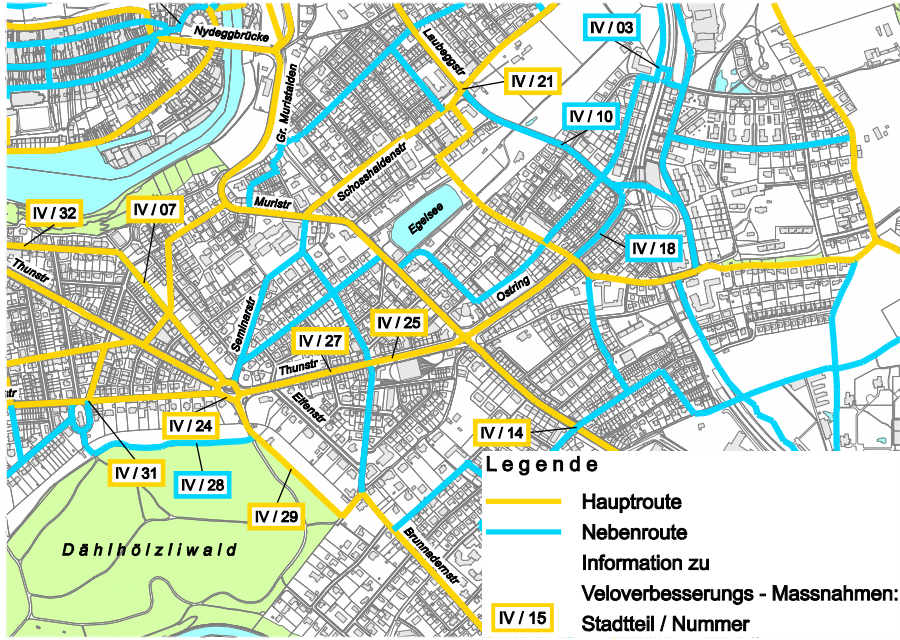 Nydeggbrücke
Laubeggstr
IV / 03
IV / 21
Gr. Muristalden
IV / 10
Schosshaldenstr
Muristr
IV / 32
IV / 07
Egelsee
IV / 18
Thunstr
Ostring
Seminarstr
IV / 25
IV / 27
Thunstr
str
Elfenstr
IV / 24
IV / 14
IV / 31
IV / 28
IV / 29
Dählhölzliwald
Brunnadernstr
Legende
Hauptroute
Nebenroute
Information zu
Veloverbesserungs - Massnahmen:
IV / 15 Stadtteil / Nummer